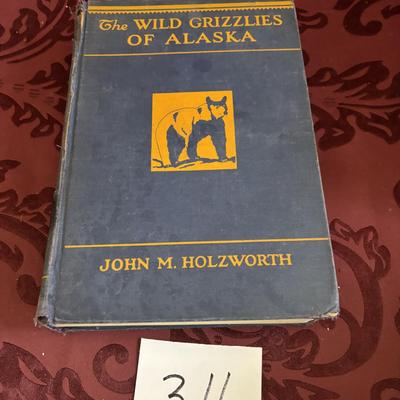 The WILD GRIZZLIES
OF ALASKA
JOHN M. HOLZWORTH
311